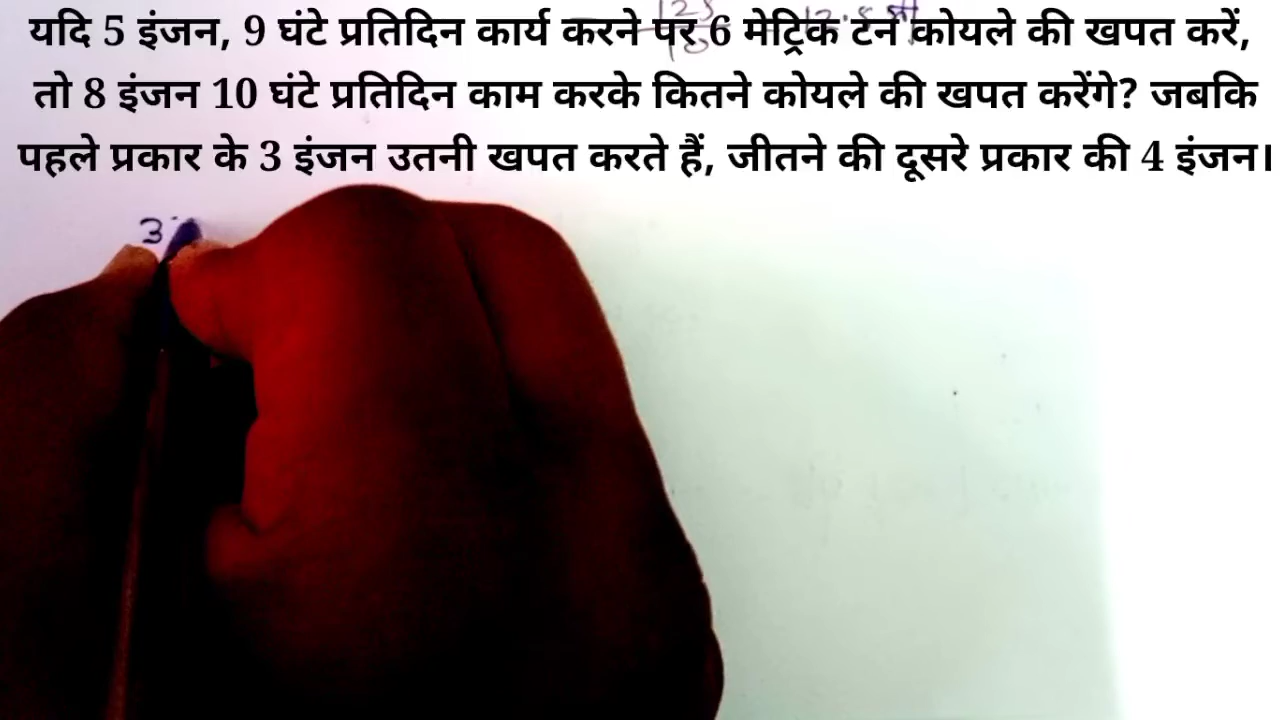 यदि 5 इंजन, 9 घंटे प्रतिदिन कार्य करने पर 6 मेट्रिक टन कोयले की खपत करें,
तो 8 इंजन 10 घंटे प्रतिदिन काम करके कितने कोयले की खपत करेंगे? जबकि
पहले प्रकार के 3 इंजन उतनी खपत करते हैं, जीतने की दूसरे प्रकार की 4 इंजन।
3